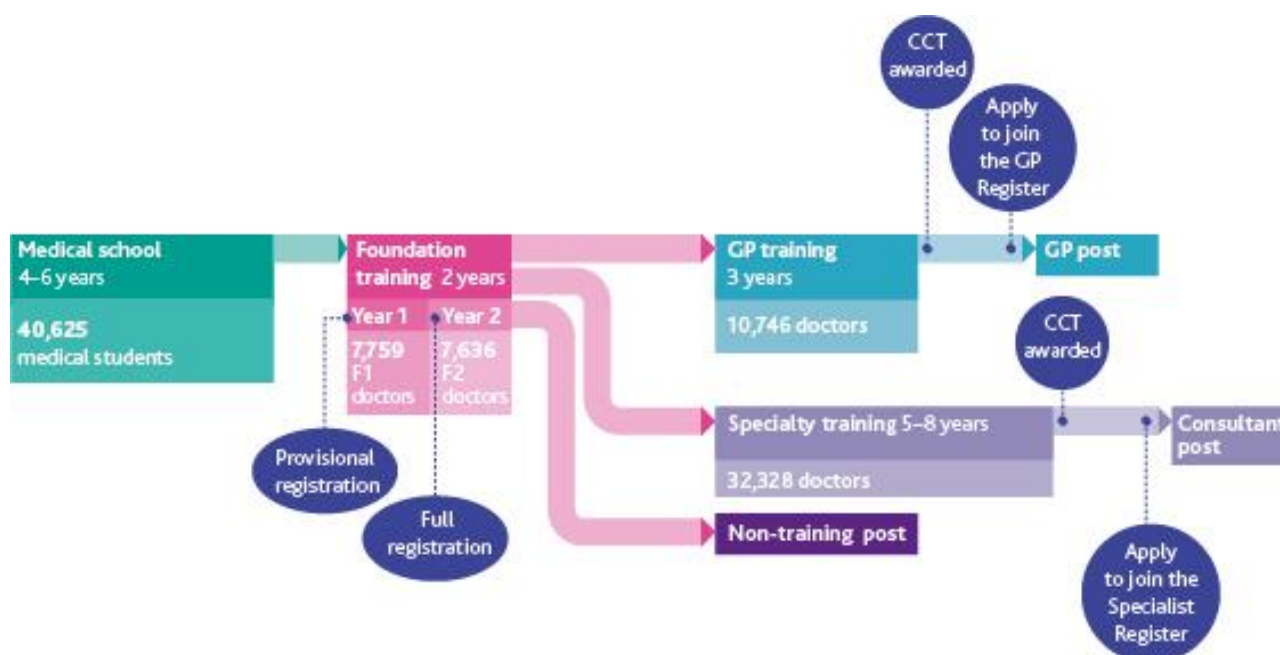 CCT
awarded
Apply
to join
the GP
Register
Medical school
4–6 years
40,625
medical students
Foundation
training 2 years
Year 1
7,759
F1
doctors
Year 2
7,636
F2
doctors
Provisional
registration
Full
registration
GP training
3 years
10,746 doctors
GP post
CCT
awarded
Specialty training 5–8 years
32,328 doctors
Consultant
post
Non-training post
Apply
to join the
Specialist
Register